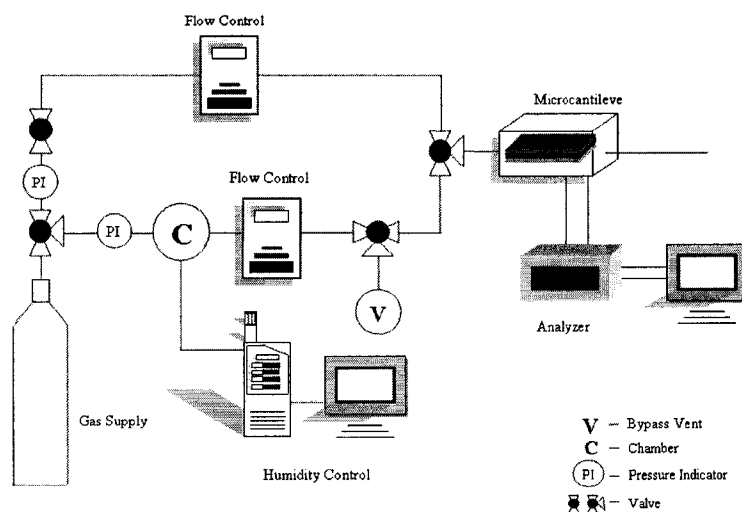 Flow Control
Microcantileve
PI
Flow Control
PI
C
V
Analyzer
Gas Supply
Humidity Control
V – Bypass Vent
C – Chamber
PI – Pressure Indicator
– Valve